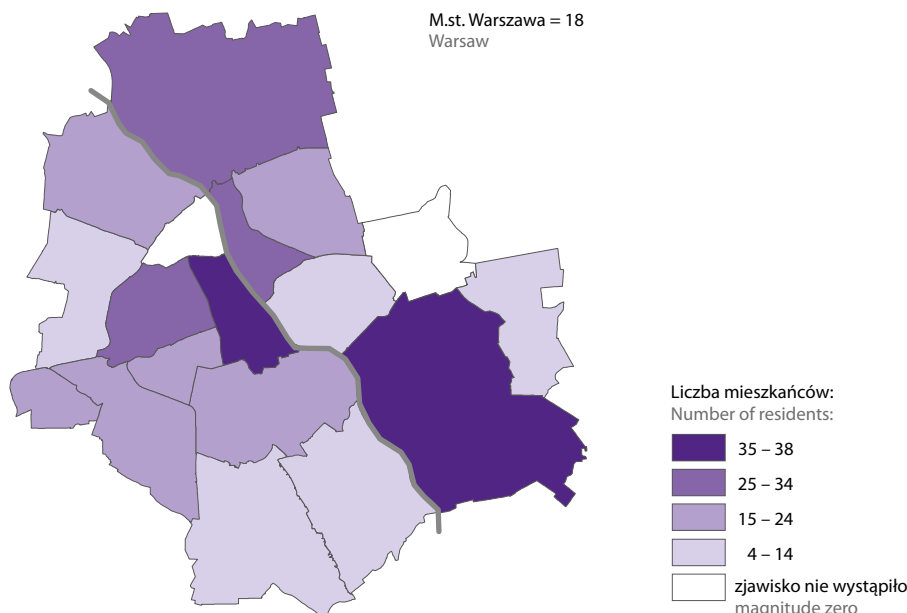 M.st. Warszawa = 18
Warsaw
Liczba mieszkańców:
Number of residents:
35 – 38
25 – 34
15 – 24
4 – 14
zjawisko nie wystąpiło
magnitude zero